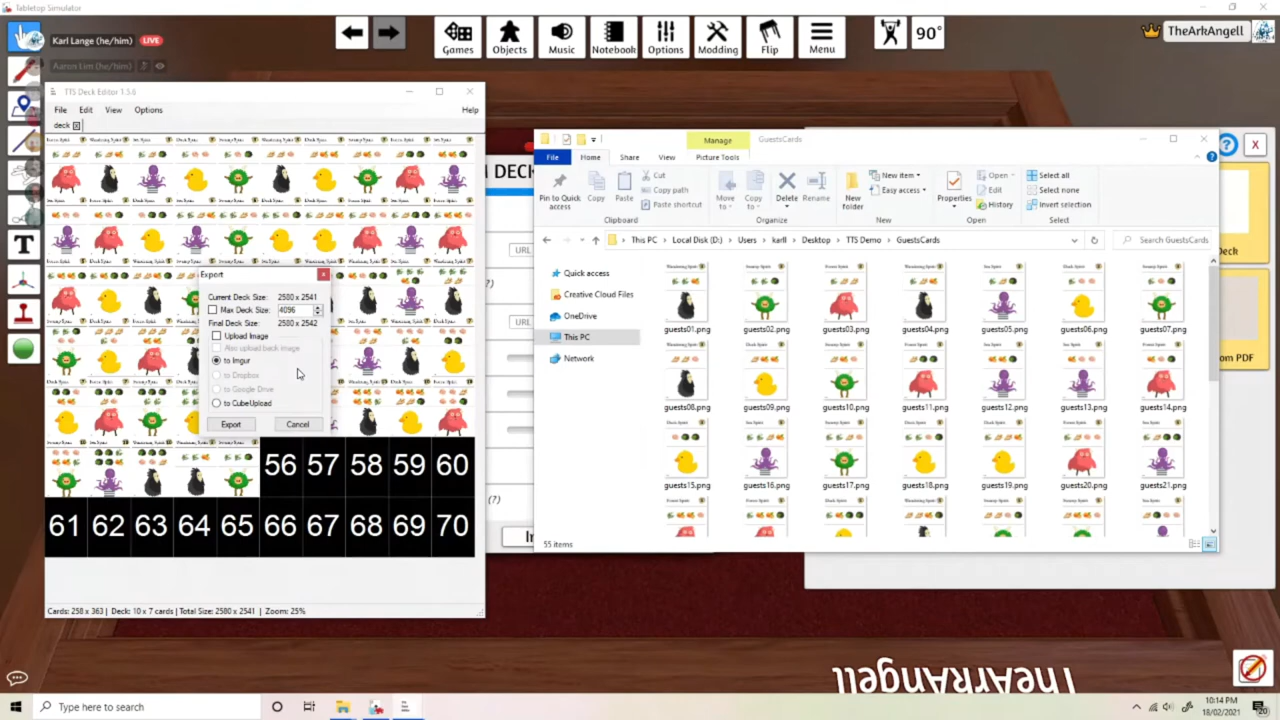 Tabletop Simulator
Karl Lange (he/him) LIVE
Aaron Lim (he/him)
Games
Objects
Music
Notebook
Options
Modding
Flip
Menu
90°
TheArkAngell
TTS Deck Editor 1.5.6
File Edit View Options Help
deck
Export
Current Deck Size: 2580 x 2541
Max Deck Size: 4096
Final Deck Size: 2580 x 2542
Upload Image
Also upload back image
to Imgur
to Dropbox
to Google Drive
to CubeUpload
Export Cancel
56 57 58 59 60
61 62 63 64 65 66 67 68 69 70
Cards: 258 x 363 | Deck: 10 x 7 cards | Total Size: 2580 x 2541 | Zoom: 25%
DECK
URL
?)
URL
(?)
Manage GuestsCards
File Home Share View Picture Tools
Pin to Quick access
Copy
Paste
Cut
Copy path
Paste shortcut
Clipboard
Move to
Copy to
Delete
Rename
Organize
New folder
New item
Easy access
New
Properties
Open
Edit
History
Open
Select all
Select none
Invert selection
Select
This PC Local Disk (D:) Users karll Desktop TTS Demo GuestsCards
Search GuestsCards
Quick access
Creative Cloud Files
OneDrive
This PC
Network
guests01.png guests02.png guests03.png guests04.png guests05.png guests06.png guests07.png
guests08.png guests09.png guests10.png guests11.png guests12.png guests13.png guests14.png
guests15.png guests16.png guests17.png guests18.png guests19.png guests20.png guests21.png
55 items
? X
Deck
om PDF
TheArkAngell
Type here to search
10:14 PM
18/02/2021
20